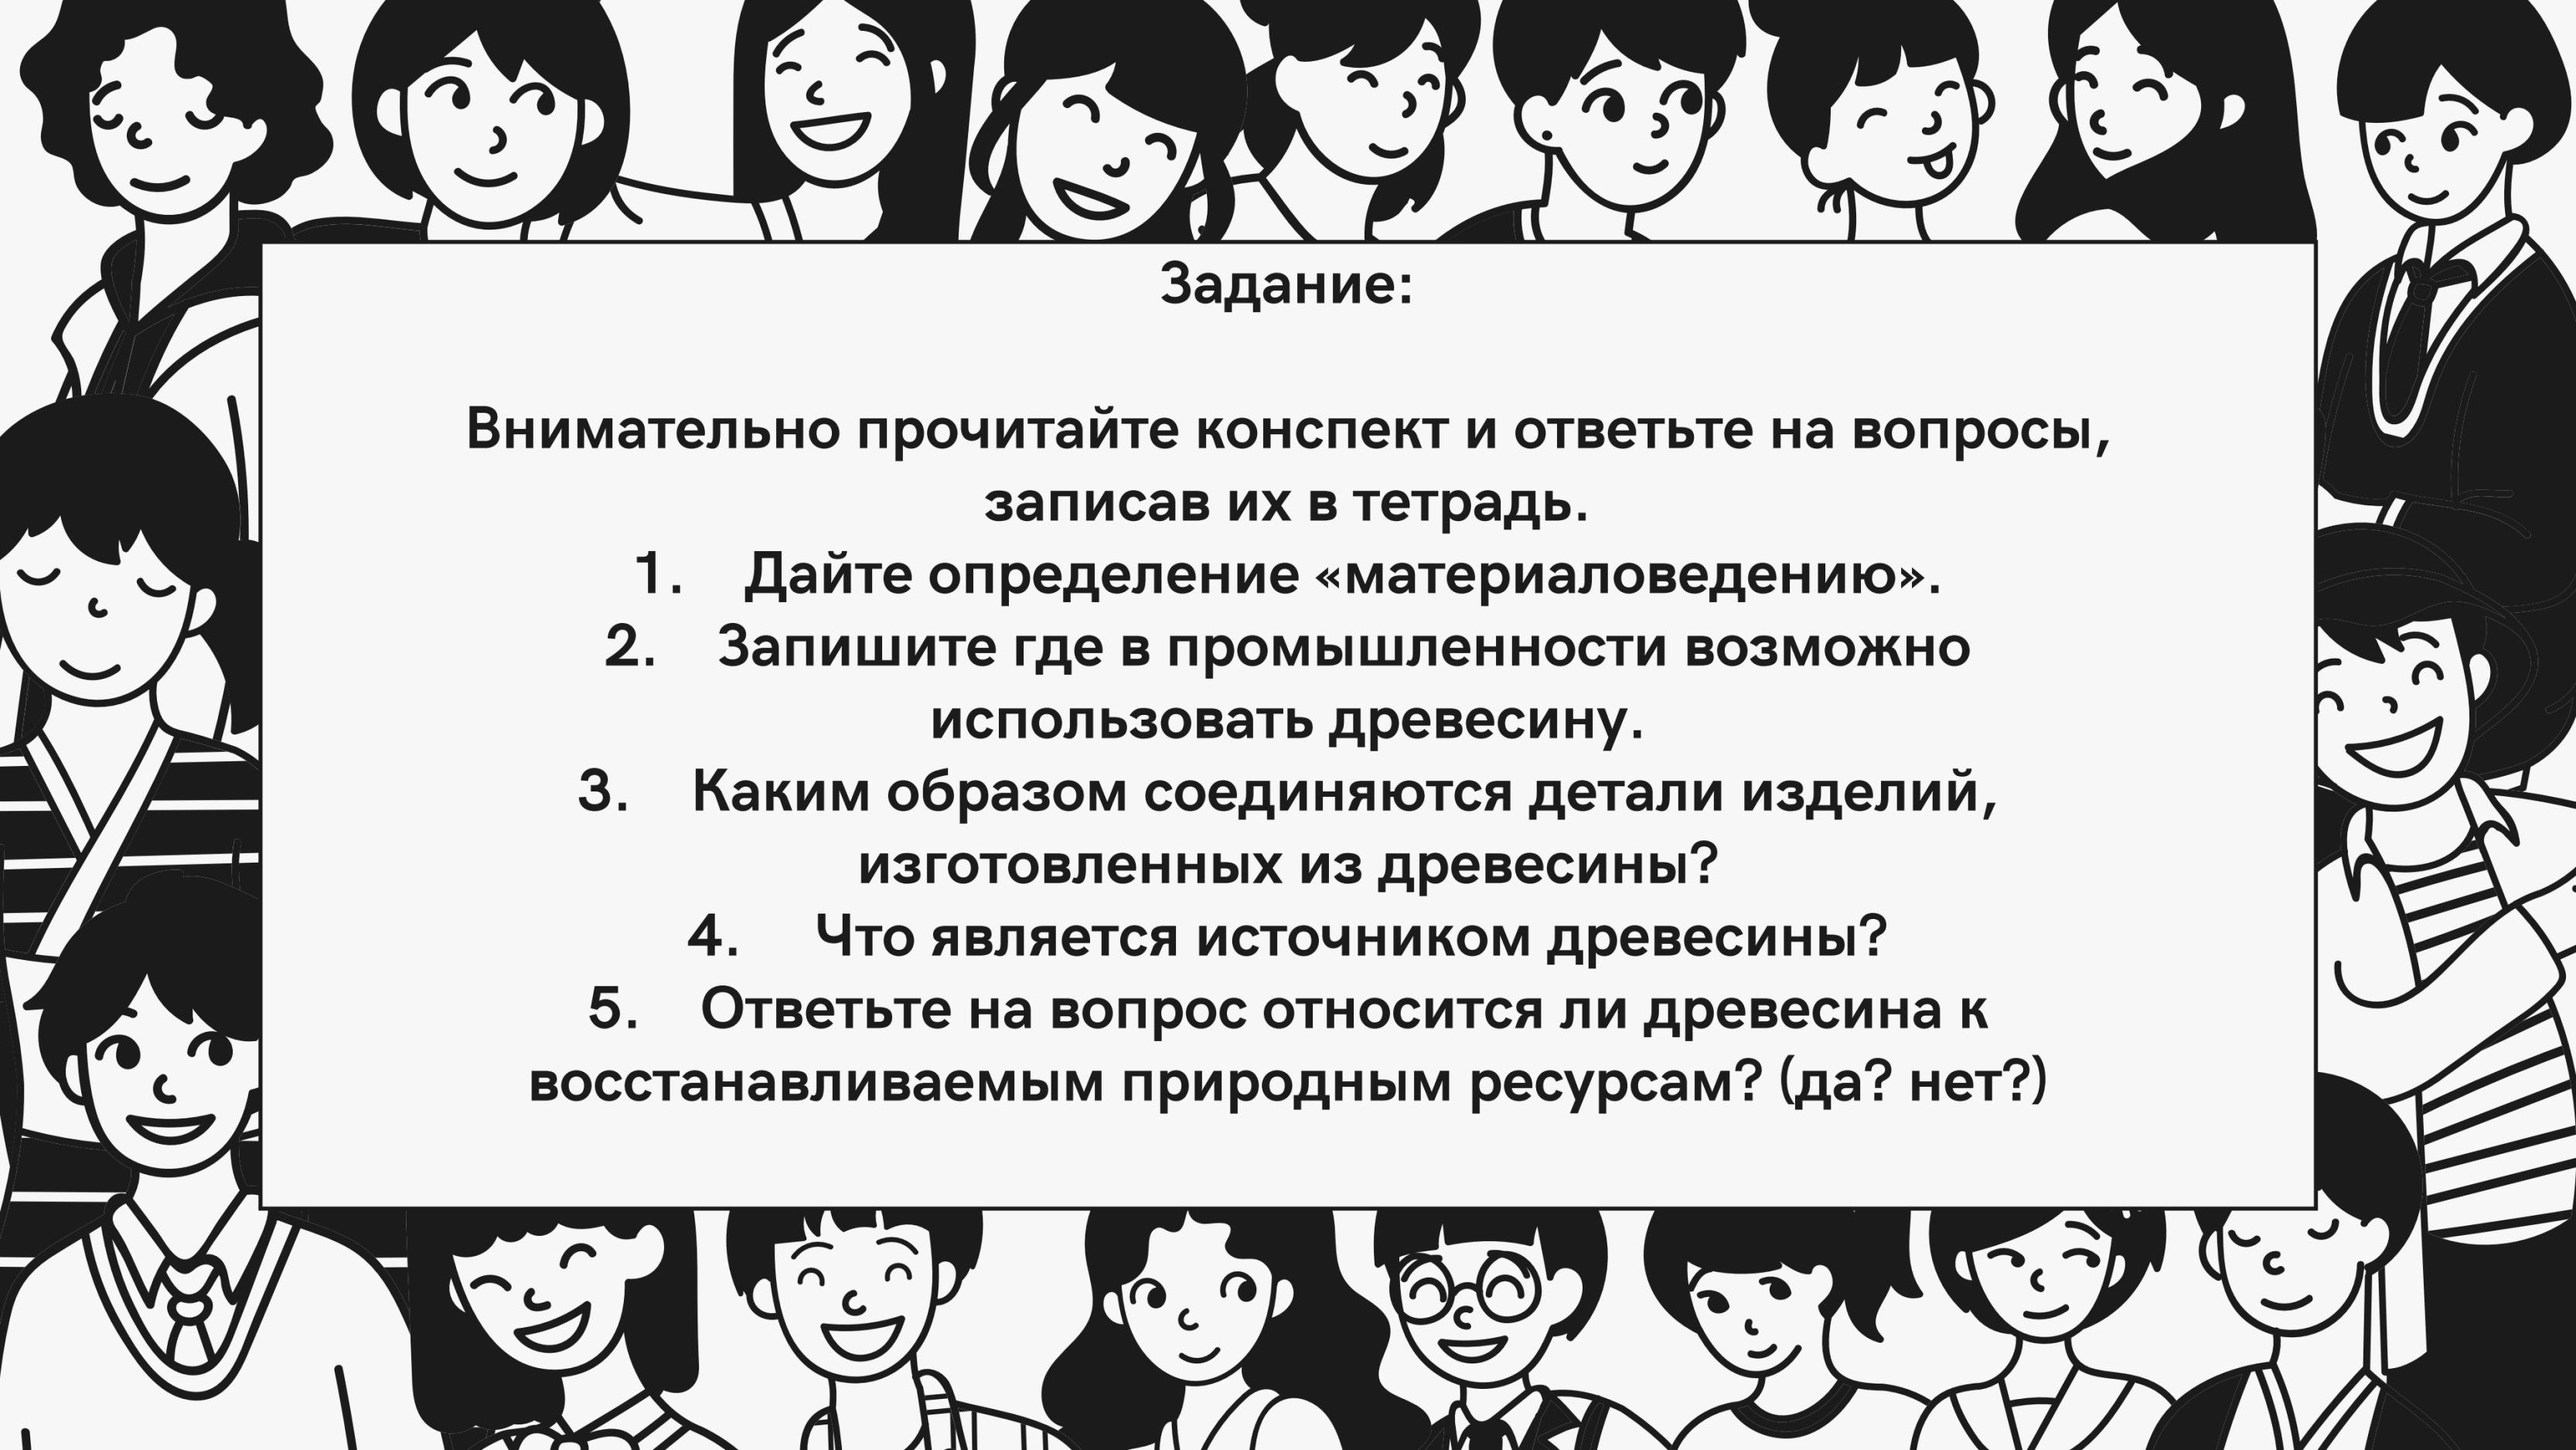 Задание:
Внимательно прочитайте конспект и ответьте на вопросы,
записав их в тетрадь.
1. Дайте определение «материаловедению».
2. Запишите где в промышленности возможно
использовать древесину.
3. Каким образом соединяются детали изделий,
изготовленных из древесины?
4. Что является источником древесины?
5. Ответьте на вопрос относится ли древесина к
восстанавливаемым природным ресурсам? (да? нет?)